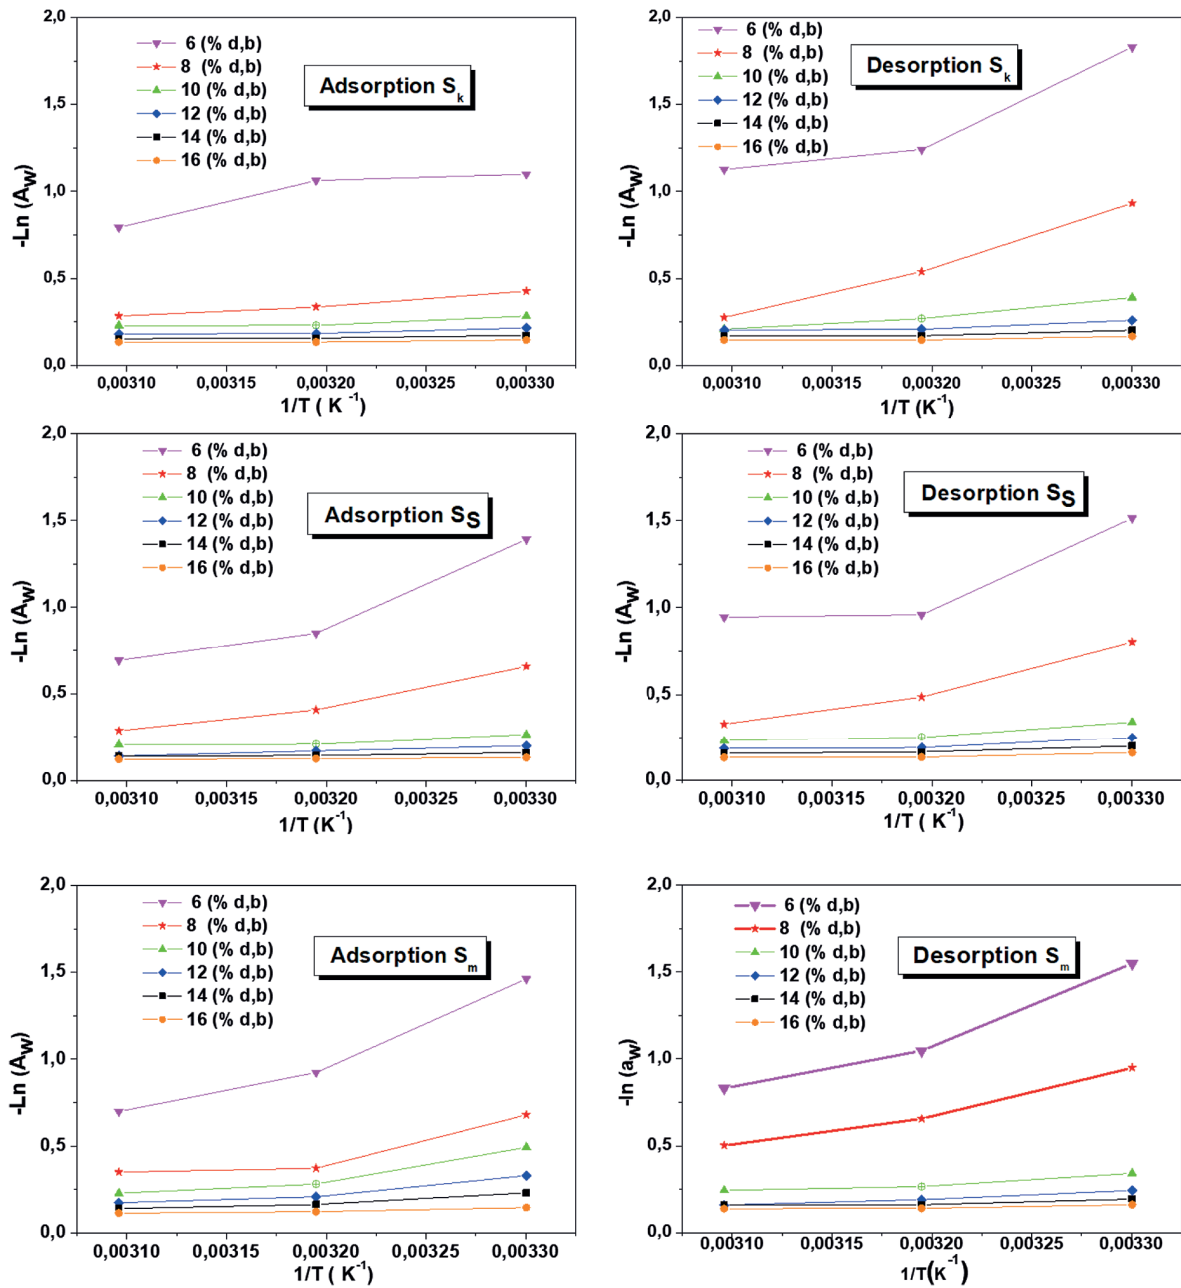 2,0
1,5
1,0
0,5
0,0
-Ln (Aw)
6 (% d,b)
8 (% d,b)
10 (% d,b)
12 (% d,b)
14 (% d,b)
16 (% d,b)
Adsorption Sk
0,00310 0,00315 0,00320 0,00325 0,00330
1/T ( K-1)
2,0
1,5
1,0
0,5
0,0
-Ln (Aw)
6 (% d,b)
8 (% d,b)
10 (% d,b)
12 (% d,b)
14 (% d,b)
16 (% d,b)
Desorption Sk
0,00310 0,00315 0,00320 0,00325 0,00330
1/T ( K-1)
2,0
1,5
1,0
0,5
0,0
-Ln (Aw)
6 (% d,b)
8 (% d,b)
10 (% d,b)
12 (% d,b)
14 (% d,b)
16 (% d,b)
Adsorption SS
0,00310 0,00315 0,00320 0,00325 0,00330
1/T (K-1)
2,0
1,5
1,0
0,5
0,0
-Ln (Aw)
6 (% d,b)
8 (% d,b)
10 (% d,b)
12 (% d,b)
14 (% d,b)
16 (% d,b)
Desorption SS
0,00310 0,00315 0,00320 0,00325 0,00330
1/T ( K-1)
2,0
1,5
1,0
0,5
0,0
-Ln (Aw)
6 (% d,b)
8 (% d,b)
10 (% d,b)
12 (% d,b)
14 (% d,b)
16 (% d,b)
Adsorption Sm
0,00310 0,00315 0,00320 0,00325 0,00330
1/T ( K-1)
2,0
1,5
1,0
0,5
0,0
-ln (aw)
6 (% d,b)
8 (% d,b)
10 (% d,b)
12 (% d,b)
14 (% d,b)
16 (% d,b)
Desorption Sm
0,00310 0,00315 0,00320 0,00325 0,00330
1/T(K-1)